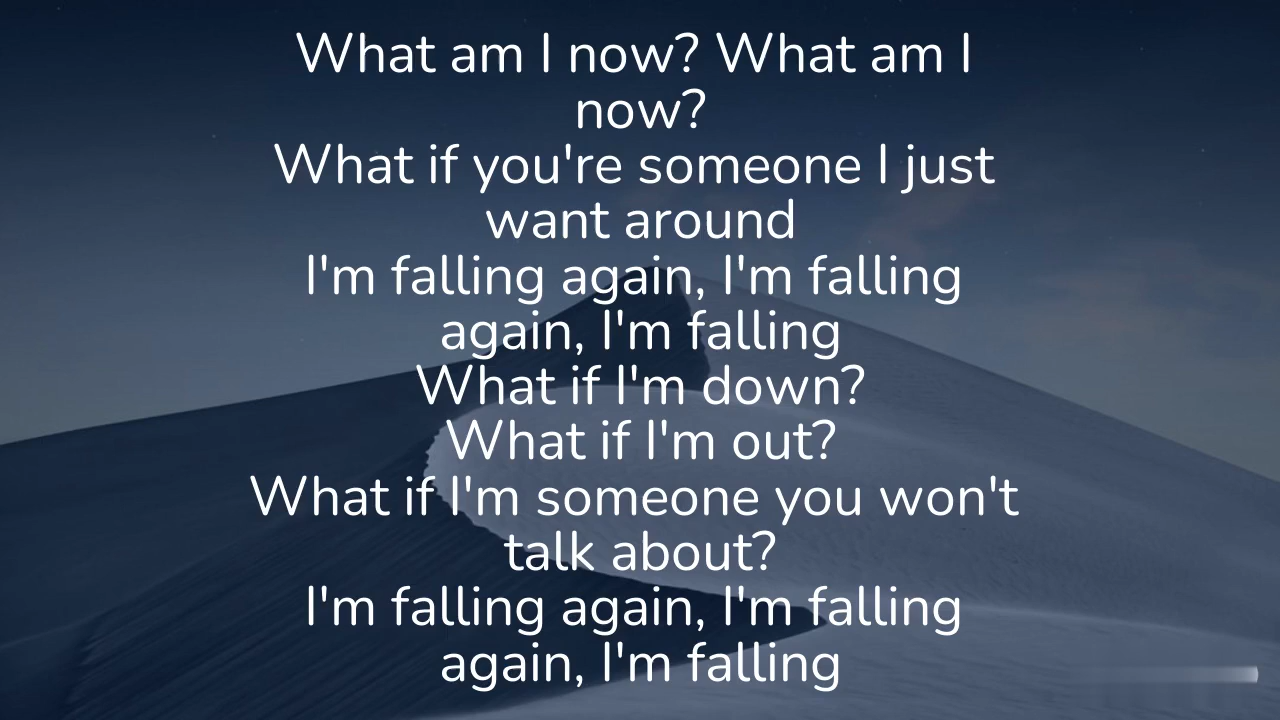 What am I now? What am I
now?
What if you're someone I just
want around
I'm falling again, I'm falling
again, I'm falling
What if I'm down?
What if I'm out?
What if I'm someone you won't
talk about?
I'm falling again, I'm falling
again, I'm falling